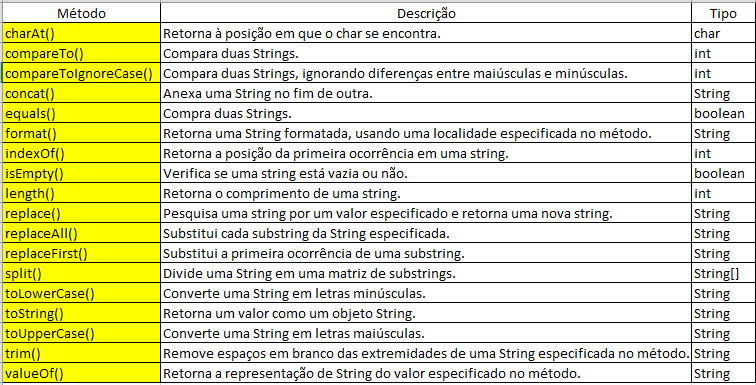 Método Descrição Tipo
charAt() Retorna à posição em que o char se encontra. char
compareTo() Compara duas Strings. int
compareToIgnoreCase() Compara duas Strings, ignorando diferenças entre maiúsculas e minúsculas. int
concat() Anexa uma String no fim de outra. String
equals() Compra duas Strings. boolean
format() Retorna uma String formatada, usando uma localidade especificada no método. String
indexOf() Retorna a posição da primeira ocorrência em uma string. int
isEmpty() Verifica se uma string está vazia ou não. boolean
length() Retorna o comprimento de uma string. int
replace() Pesquisa uma string por um valor especificado e retorna uma nova string. String
replaceAll() Substitui cada substring da String especificada. String
replaceFirst() Substitui a primeira ocorrência de uma substring. String
split() Divide uma String em uma matriz de substrings. String[]
toLowerCase() Converte uma String em letras minúsculas. String
toString() Retorna um valor como um objeto String. String
toUpperCase() Converte uma String em letras maiúsculas. String
trim() Remove espaços em branco das extremidades de uma String especificada no método. String
valueOf() Retorna a representação de String do valor especificado no método. String